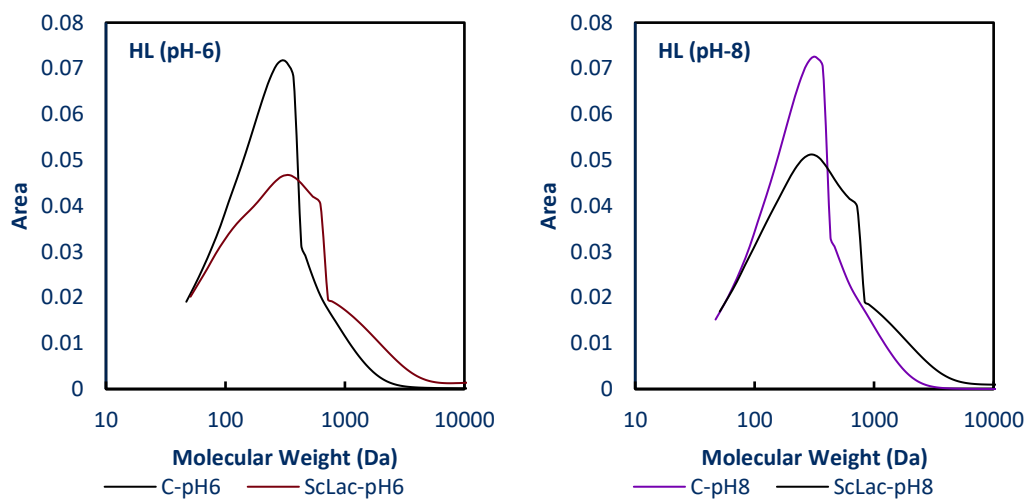 HL (pH-6)
0.08
0.07
0.06
0.05
0.04
0.03
0.02
0.01
0
Area
10 100 1000 10000
Molecular Weight (Da)
C-pH6 ScLac-pH6
HL (pH-8)
0.08
0.07
0.06
0.05
0.04
0.03
0.02
0.01
0
Area
10 100 1000 10000
Molecular Weight (Da)
C-pH8 ScLac-pH8